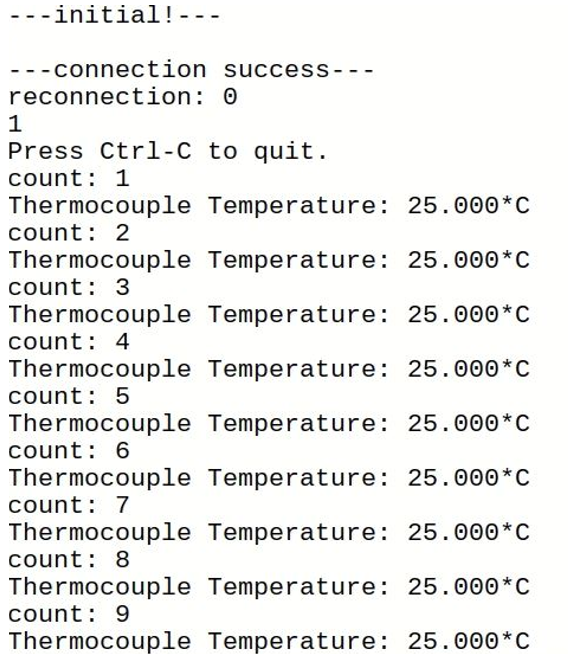 ---initial!---
---connection success---
reconnection: 0
1
Press Ctrl-C to quit.
count: 1
Thermocouple Temperature: 25.000*C
count: 2
Thermocouple Temperature: 25.000*C
count: 3
Thermocouple Temperature: 25.000*C
count: 4
Thermocouple Temperature: 25.000*C
count: 5
Thermocouple Temperature: 25.000*C
count: 6
Thermocouple Temperature: 25.000*C
count: 7
Thermocouple Temperature: 25.000*C
count: 8
Thermocouple Temperature: 25.000*C
count: 9
Thermocouple Temperature: 25.000*C